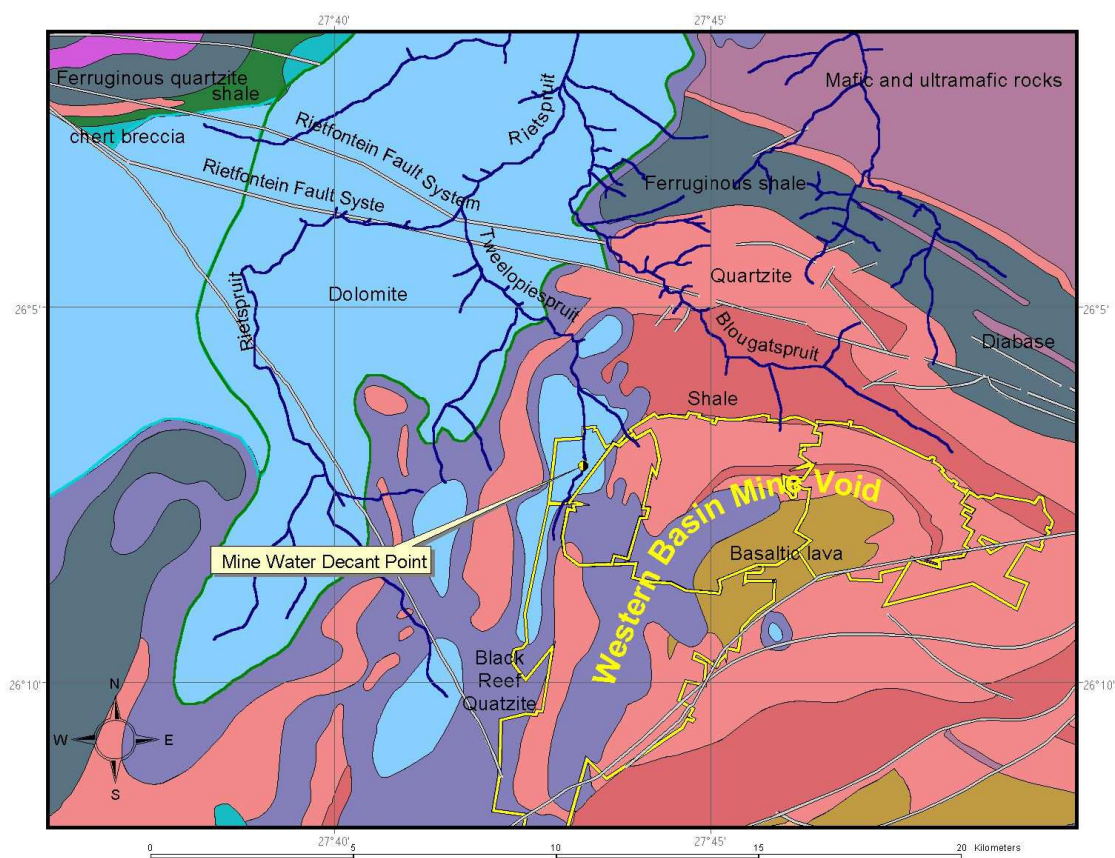 27°40'
27°45'
Ferruginous quartzite
shale
chert breccia
Mafic and ultramafic rocks
Rietspruit
Rietfontein Fault System
Rietfontein Fault Syste
Ferruginous shale
Tweelopiespruit
Quartzite
Dolomite
Rietspruit
26°5'
26°5'
Blougatspruit
Diabase
Shale
Western Basin Mine Void
Mine Water Decant Point
Basaltic lava
Black
Reef
Quatzite
26°10'
26°10'
N
W
E
S
27°40'
27°45'
0
5
10
15
20 Kilometers